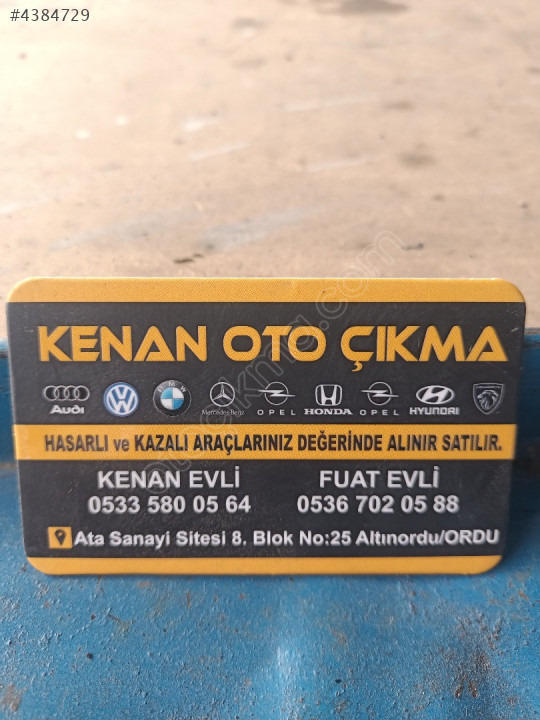 #4384729
KENAN OTO ÇIKMA
Audi BMW Mercedes-Benz OPEL HONDA OPEL HYUNDAI
HASARLI ve KAZALI ARAÇLARINIZ DEĞERİNDE ALINIR SATILIR.
KENAN EVLİ FUAT EVLİ
0533 580 05 64 0536 702 05 88
Ata Sanayi Sitesi 8. Blok No:25 Altınordu/ORDU